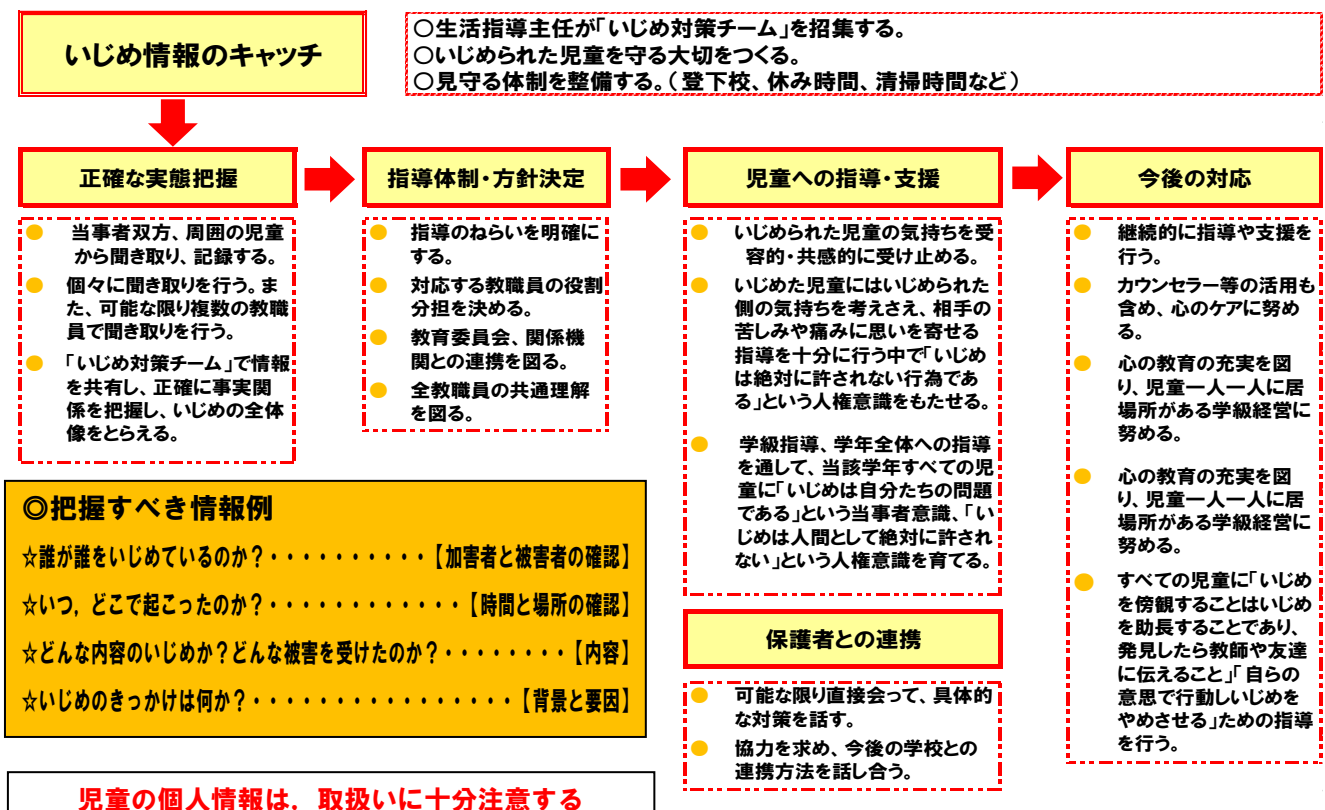 いじめ情報のキャッチ
○生活指導主任が「いじめ対策チーム」を招集する。
○いじめられた児童を守る大切をつくる。
○見守る体制を整備する。（登下校、休み時間、清掃時間など）
正確な実態把握
● 当事者双方、周囲の児童
から聞き取り、記録する。
● 個々に聞き取りを行う。ま
た、可能な限り複数の教職
員で聞き取りを行う。
● 「いじめ対策チーム」で情報
を共有し、正確に事実関
係を把握し、いじめの全体
像をとらえる。
指導体制・方針決定
● 指導のねらいを明確に
する。
● 対応する教職員の役割
分担を決める。
● 教育委員会、関係機
関との連携を図る。
● 全教職員の共通理解
を図る。
児童への指導・支援
● いじめられた児童の気持ちを受
容的・共感的に受け止める。
● いじめた児童にはいじめられた
側の気持ちを考えさえ、相手の
苦しみや痛みに思いを寄せる
指導を十分に行う中で「いじめ
は絶対に許されない行為であ
る」という人権意識をもたせる。
● 学級指導、学年全体への指導
を通して、当該学年すべての児
童に「いじめは自分たちの問題
である」という当事者意識、「い
じめは人間として絶対に許され
ない」という人権意識を育てる。
保護者との連携
● 可能な限り直接会って、具体的
な対策を話す。
● 協力を求め、今後の学校との
連携方法を話し合う。
今後の対応
● 継続的に指導や支援を
行う。
● カウンセラー等の活用も
含め、心のケアに努め
る。
● 心の教育の充実を図
り、児童一人一人に居
場所がある学級経営に
努める。
● 心の教育の充実を図
り、児童一人一人に居
場所がある学級経営に
努める。
● すべての児童に「いじめ
を傍観することはいじめ
を助長することであり、
発見したら教師や友達
に伝えること」「自らの
意思で行動しいじめを
やめさせる」ための指導
を行う。
◎把握すべき情報例
☆誰が誰をいじめているのか？・・・・・・・・・・【加害者と被害者の確認】
☆いつ，どこで起こったのか？・・・・・・・・・・・・【時間と場所の確認】
☆どんな内容のいじめか？どんな被害を受けたのか？・・・・・・・・【内容】
☆いじめのきっかけは何か？・・・・・・・・・・・・・・・・【背景と要因】
児童の個人情報は，取扱いに十分注意する